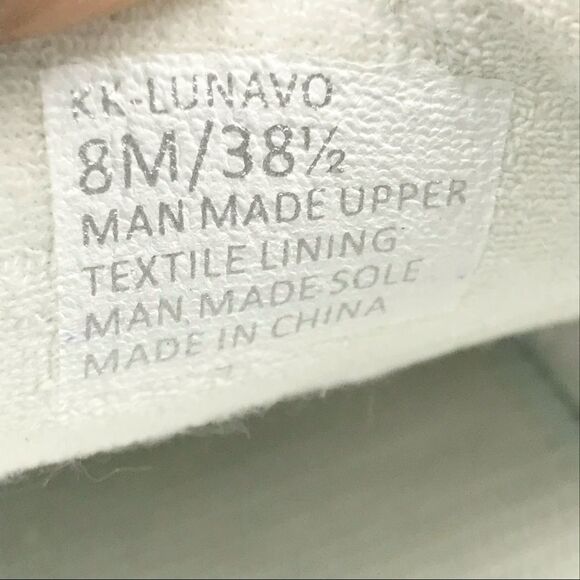 KK-LUNAVO
8M/38½
MAN MADE UPPER
TEXTILE LINING
MAN MADE SOLE
MADE IN CHINA